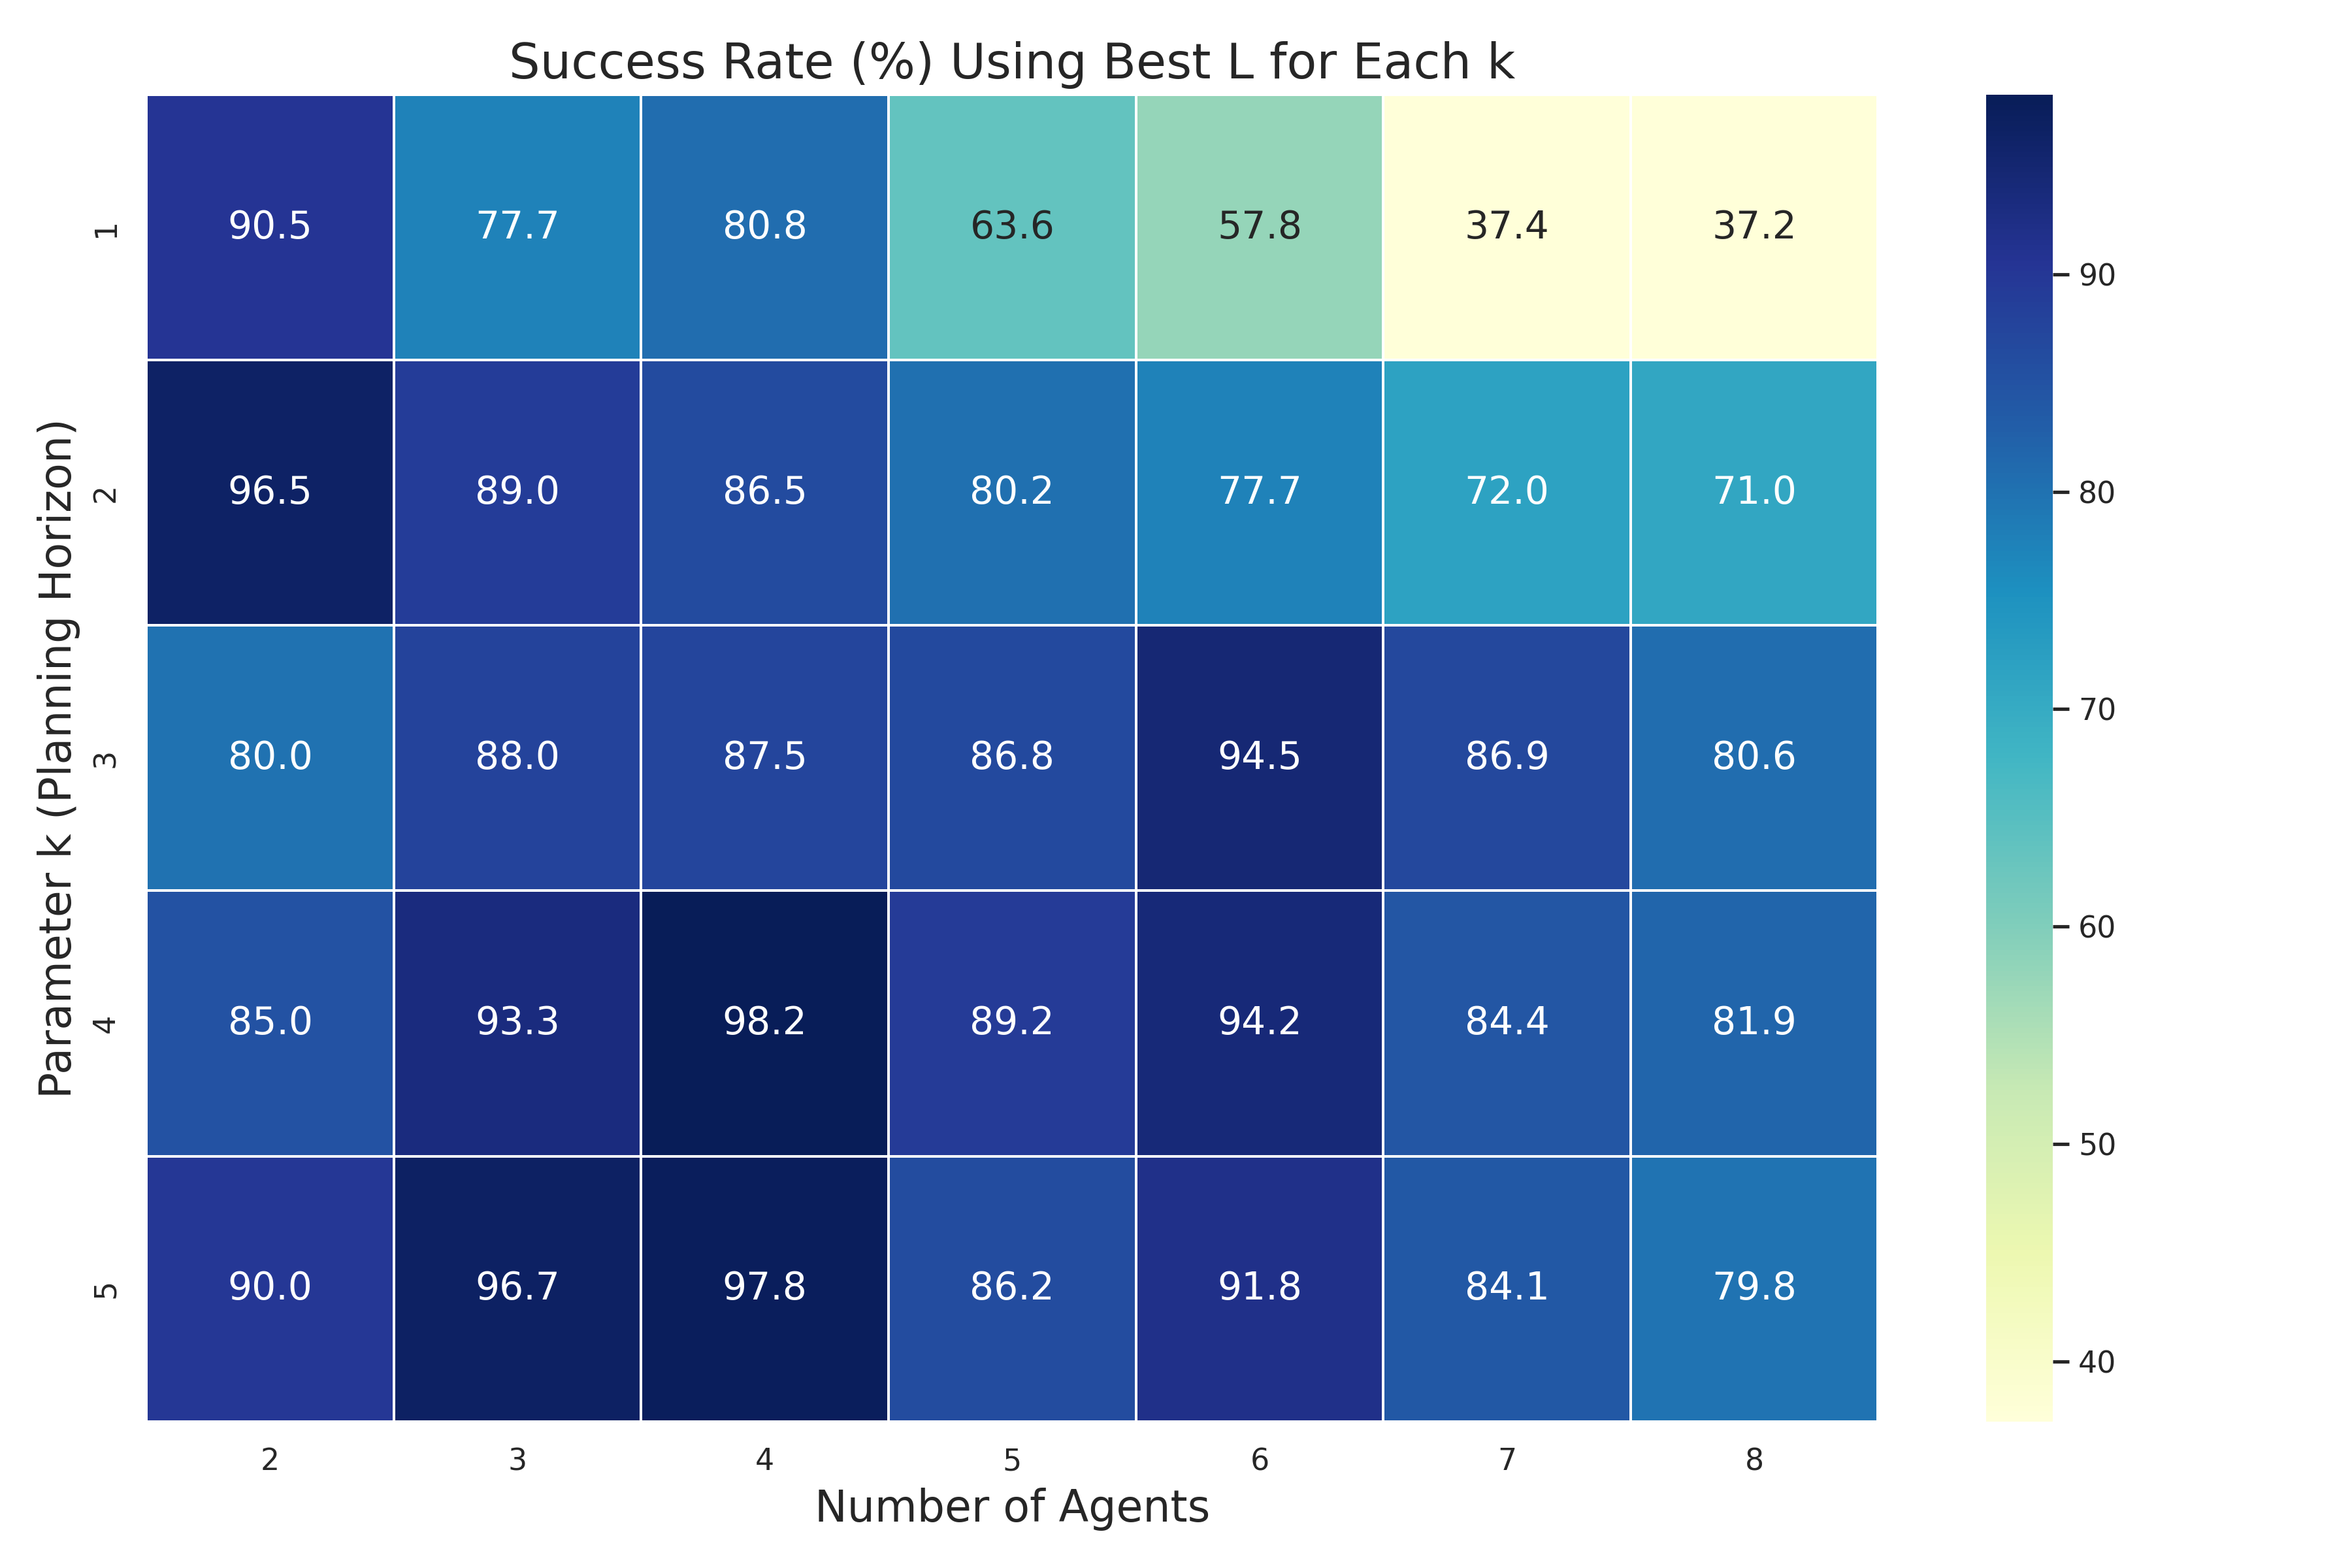 Success Rate (%) Using Best L for Each k
Parameter k (Planning Horizon)
1 90.5 77.7 80.8 63.6 57.8 37.4 37.2
2 96.5 89.0 86.5 80.2 77.7 72.0 71.0
3 80.0 88.0 87.5 86.8 94.5 86.9 80.6
4 85.0 93.3 98.2 89.2 94.2 84.4 81.9
5 90.0 96.7 97.8 86.2 91.8 84.1 79.8
2 3 4 5 6 7 8
Number of Agents
90
80
70
60
50
40